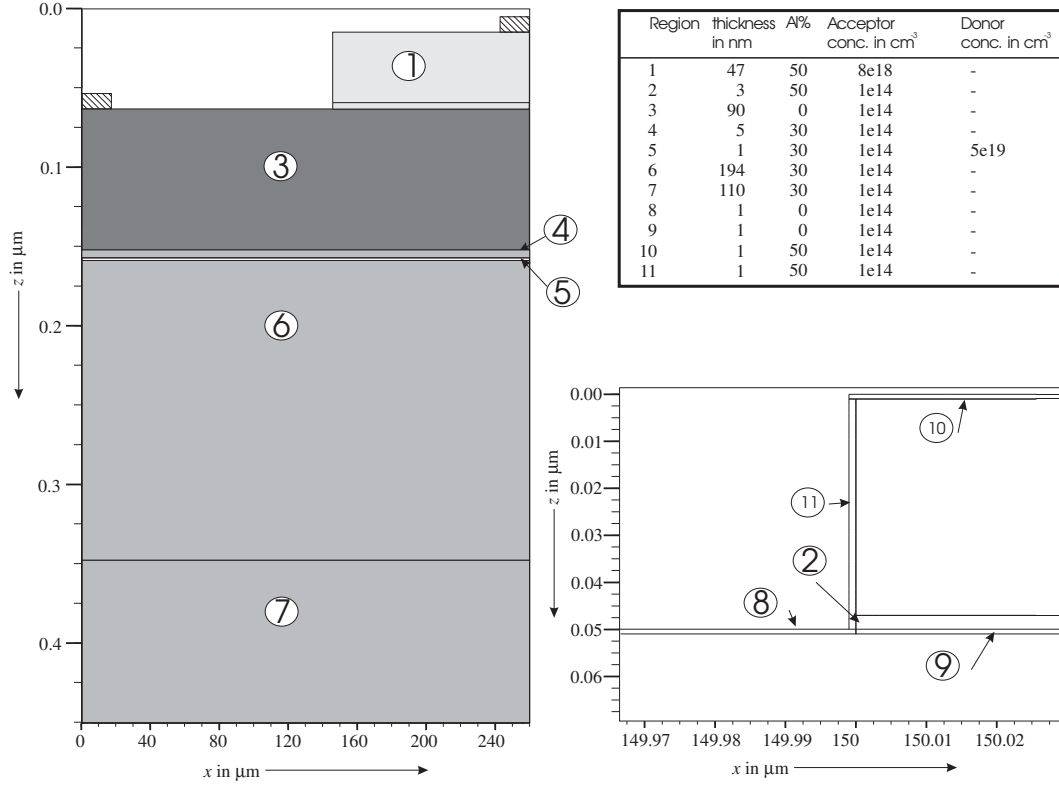 0.0
0.1
0.2
0.3
0.4
z in μm
0 40 80 120 160 200 240
x in μm
1
3
4
5
6
7
Region thickness Al% Acceptor Donor
in nm conc. in cm-3 conc. in cm-3
1 47 50 8e18 -
2 3 50 1e14 -
3 90 0 1e14 -
4 5 30 1e14 -
5 1 30 1e14 5e19
6 194 30 1e14 -
7 110 30 1e14 -
8 1 0 1e14 -
9 1 0 1e14 -
10 1 50 1e14 -
11 1 50 1e14 -
0.00
0.01
0.02
0.03
0.04
0.05
0.06
z in μm
10
11
2
8
9
149.97 149.98 149.99 150 150.01 150.02
x in μm